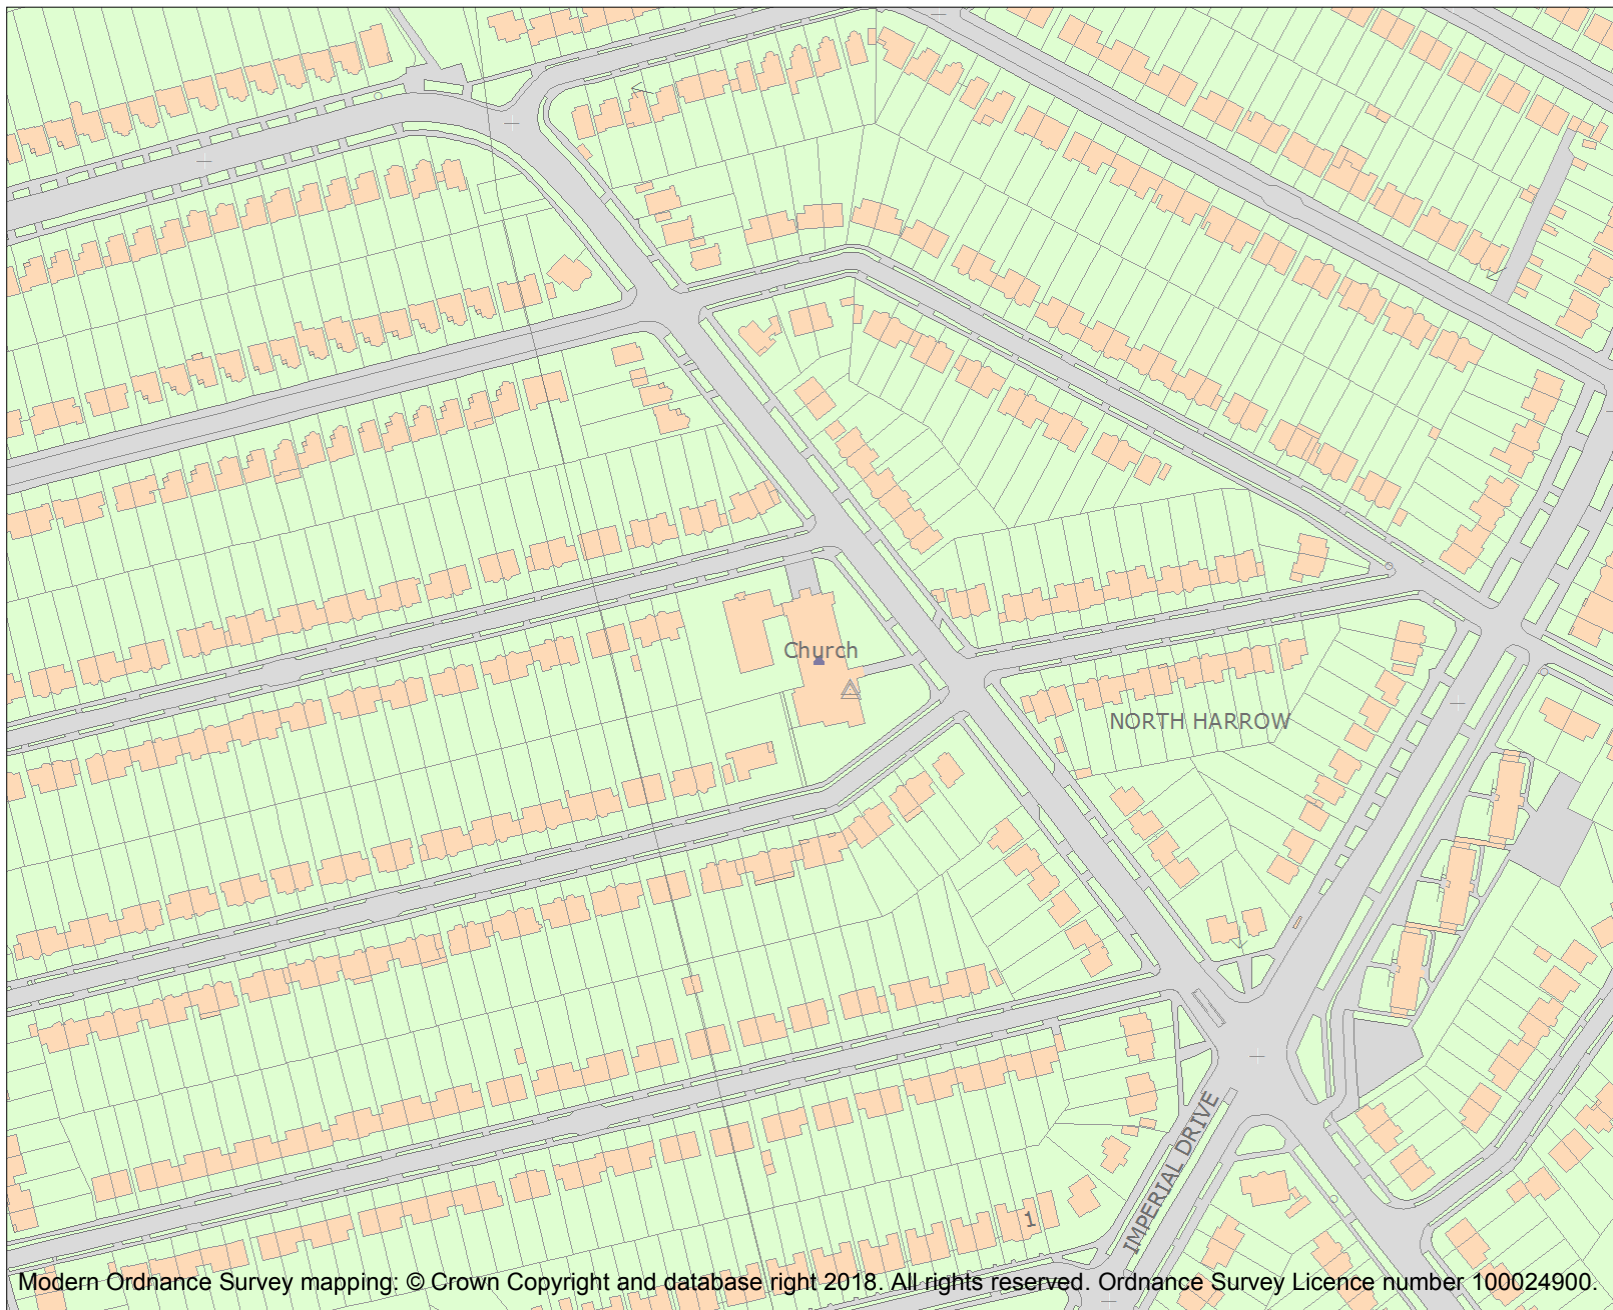 Church
NORTH HARROW
IMPERIAL DRIVE
1
Modern Ordnance Survey mapping: © Crown Copyright and database right 2018. All rights reserved. Ordnance Survey Licence number 100024900.